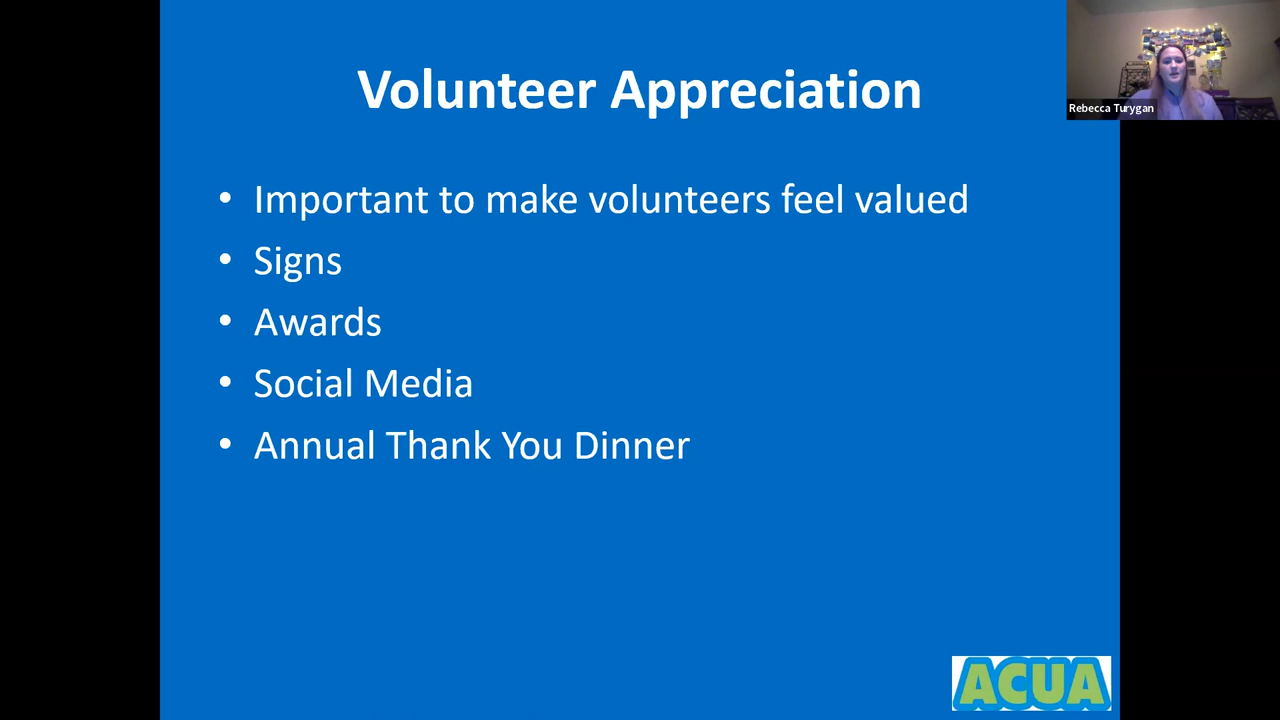 Volunteer Appreciation
Rebecca Turygan
• Important to make volunteers feel valued
• Signs
• Awards
• Social Media
• Annual Thank You Dinner
ACUA